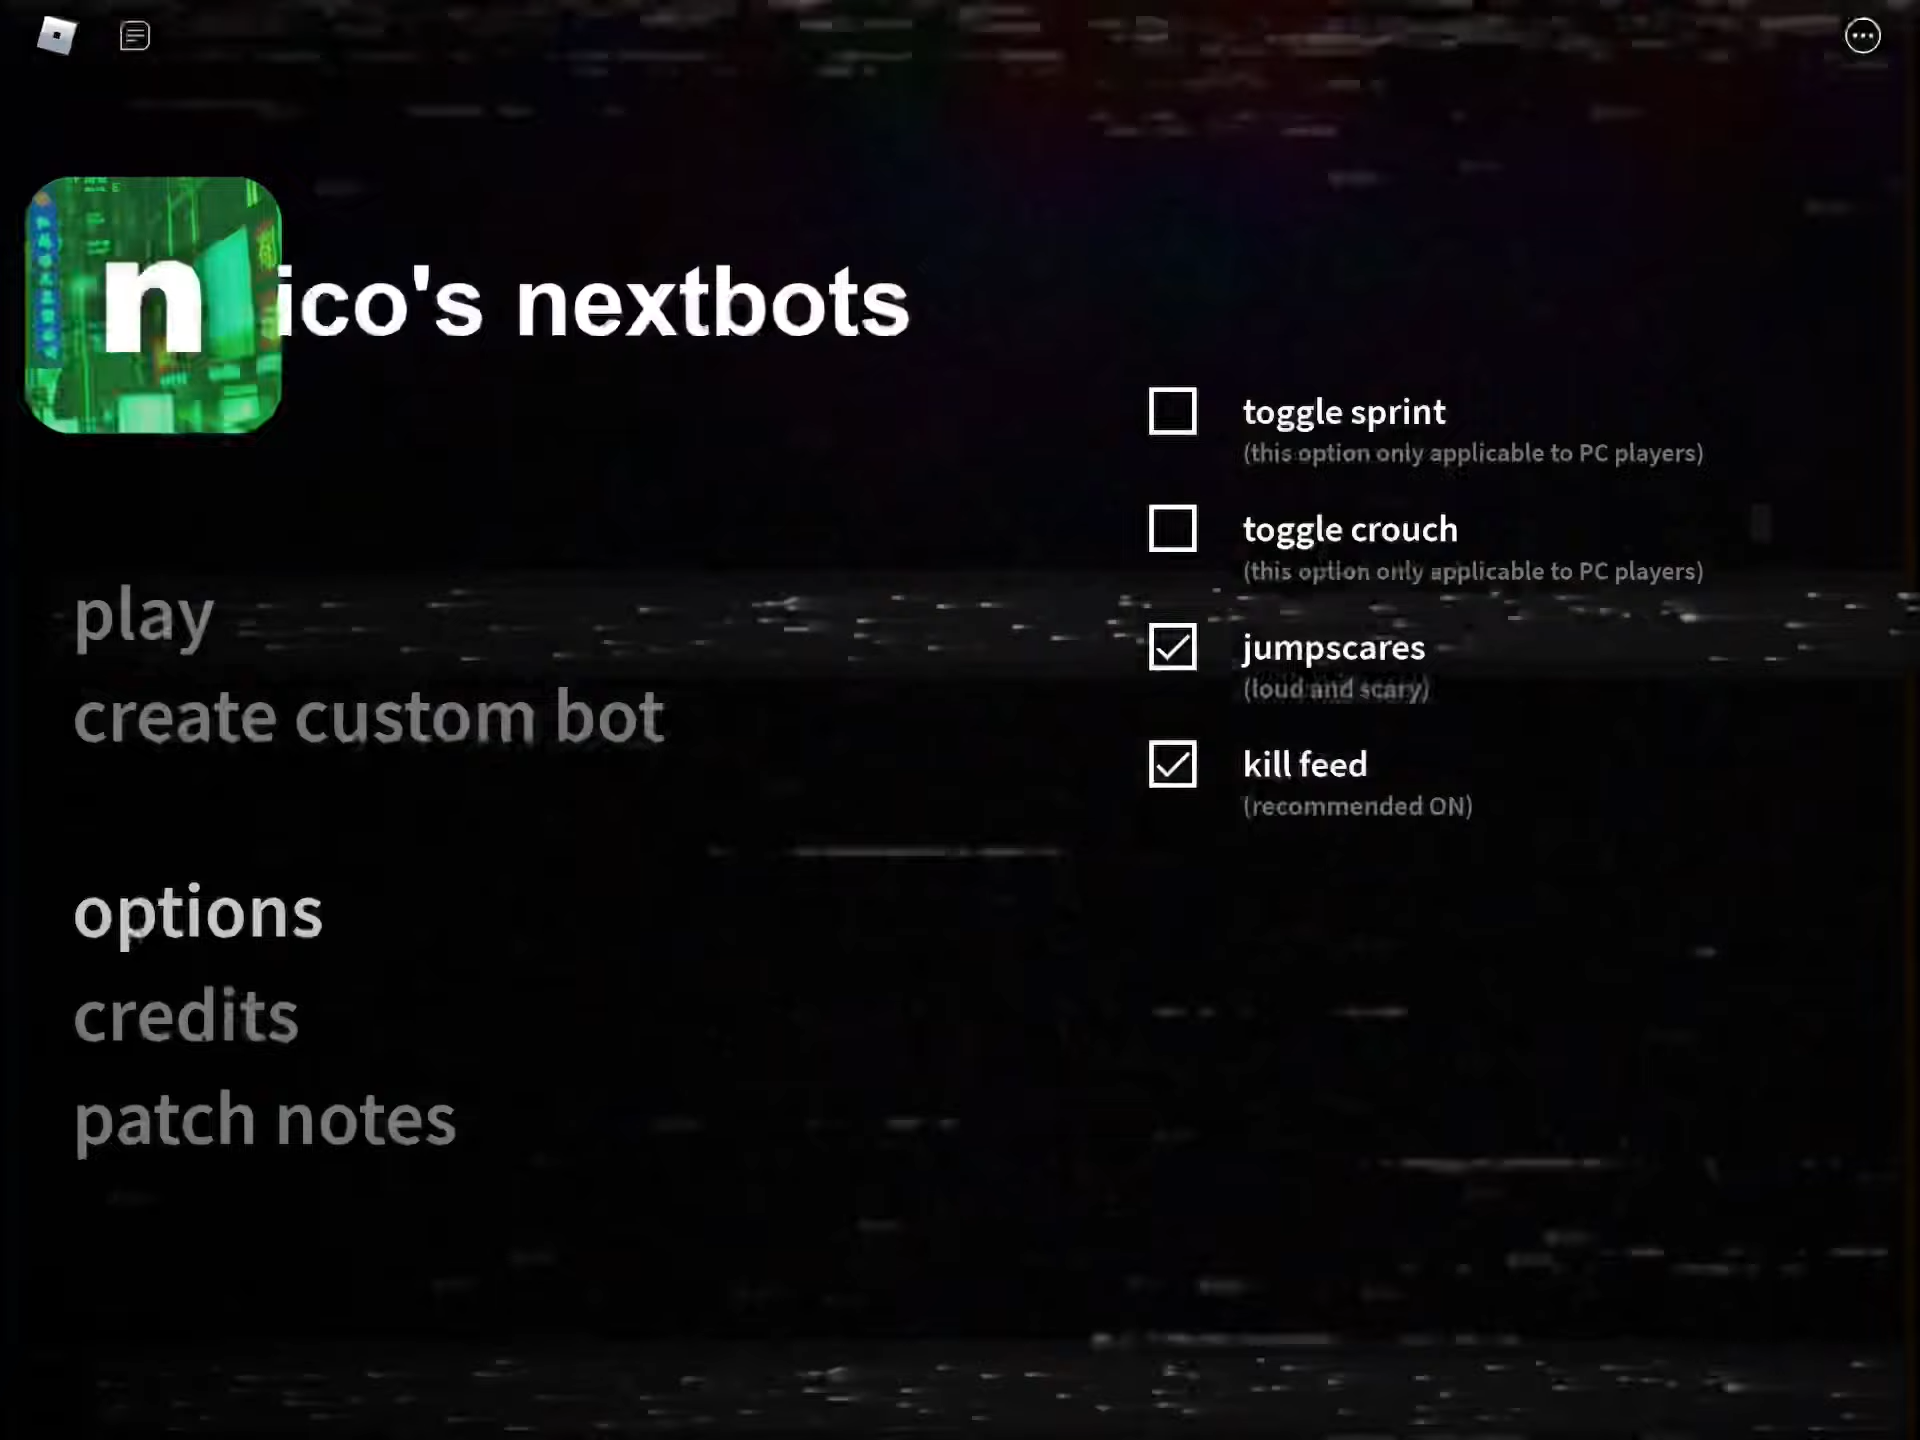 nico's nextbots
toggle sprint
(this option only applicable to PC players)
toggle crouch
(this option only applicable to PC players)
jumpscares
(loud and scary)
kill feed
(recommended ON)
play
create custom bot
options
credits
patch notes